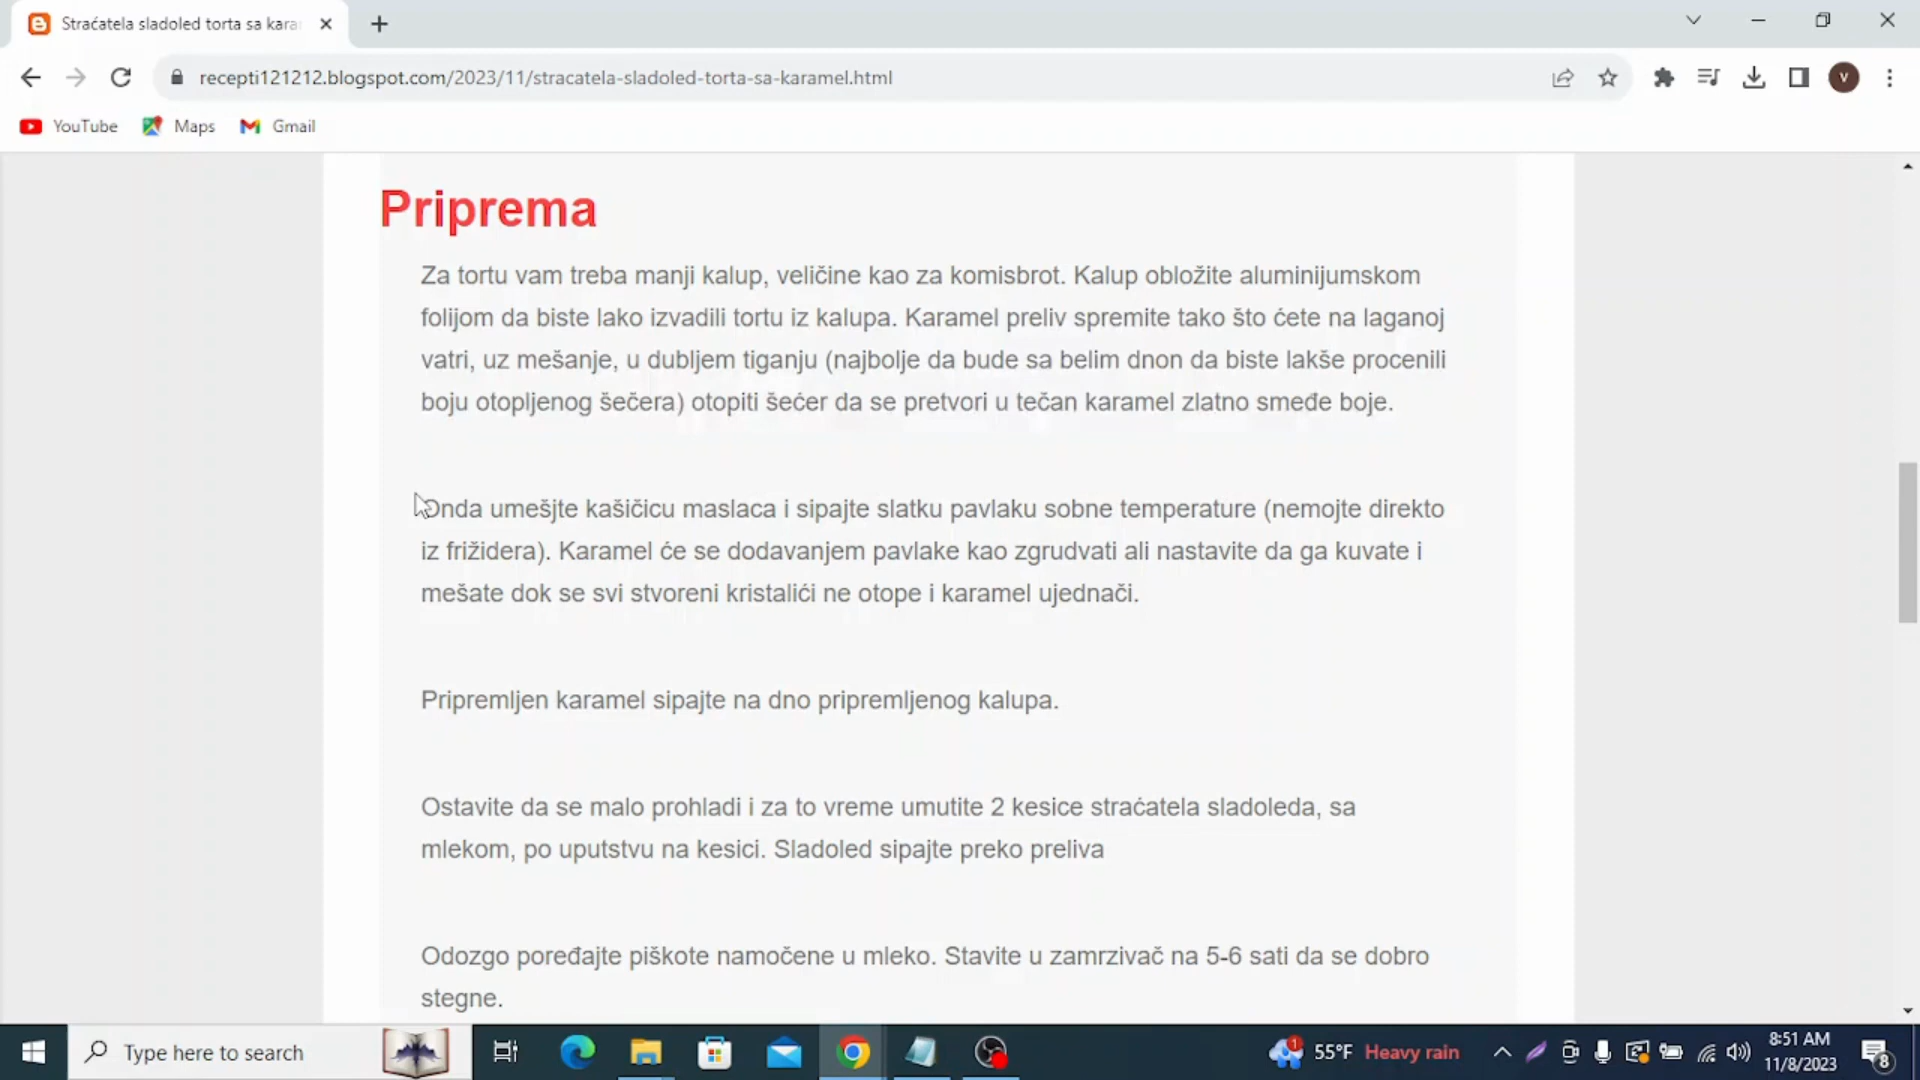 Straćatela sladoled torta sa kara
recepti121212.blogspot.com/2023/11/stracatela-sladoled-torta-sa-karamel.html
V
YouTube
Maps
Gmail
Priprema
Za tortu vam treba manji kalup, veličine kao za komisbrot. Kalup obložite aluminijumskom
folijom da biste lako izvadili tortu iz kalupa. Karamel preliv spremite tako što ćete na laganoj
vatri, uz mešanje, u dubljem tiganju (najbolje da bude sa belim dnon da biste lakše procenili
boju otopljenog šečera) otopiti šećer da se pretvori u tečan karamel zlatno smeđe boje.
Onda umešjte kašičicu maslaca i sipajte slatku pavlaku sobne temperature (nemojte direkto
iz frižidera). Karamel će se dodavanjem pavlake kao zgrudvati ali nastavite da ga kuvate i
mešate dok se svi stvoreni kristalići ne otope i karamel ujednači.
Pripremljen karamel sipajte na dno pripremljenog kalupa.
Ostavite da se malo prohladi i za to vreme umutite 2 kesice straćatela sladoleda, sa
mlekom, po uputstvu na kesici. Sladoled sipajte preko preliva
Odozgo poređajte piškote namočene u mleko. Stavite u zamrzivač na 5-6 sati da se dobro
stegne.
Type here to search
1
55°F Heavy rain
8:51 AM
11/8/2023
8